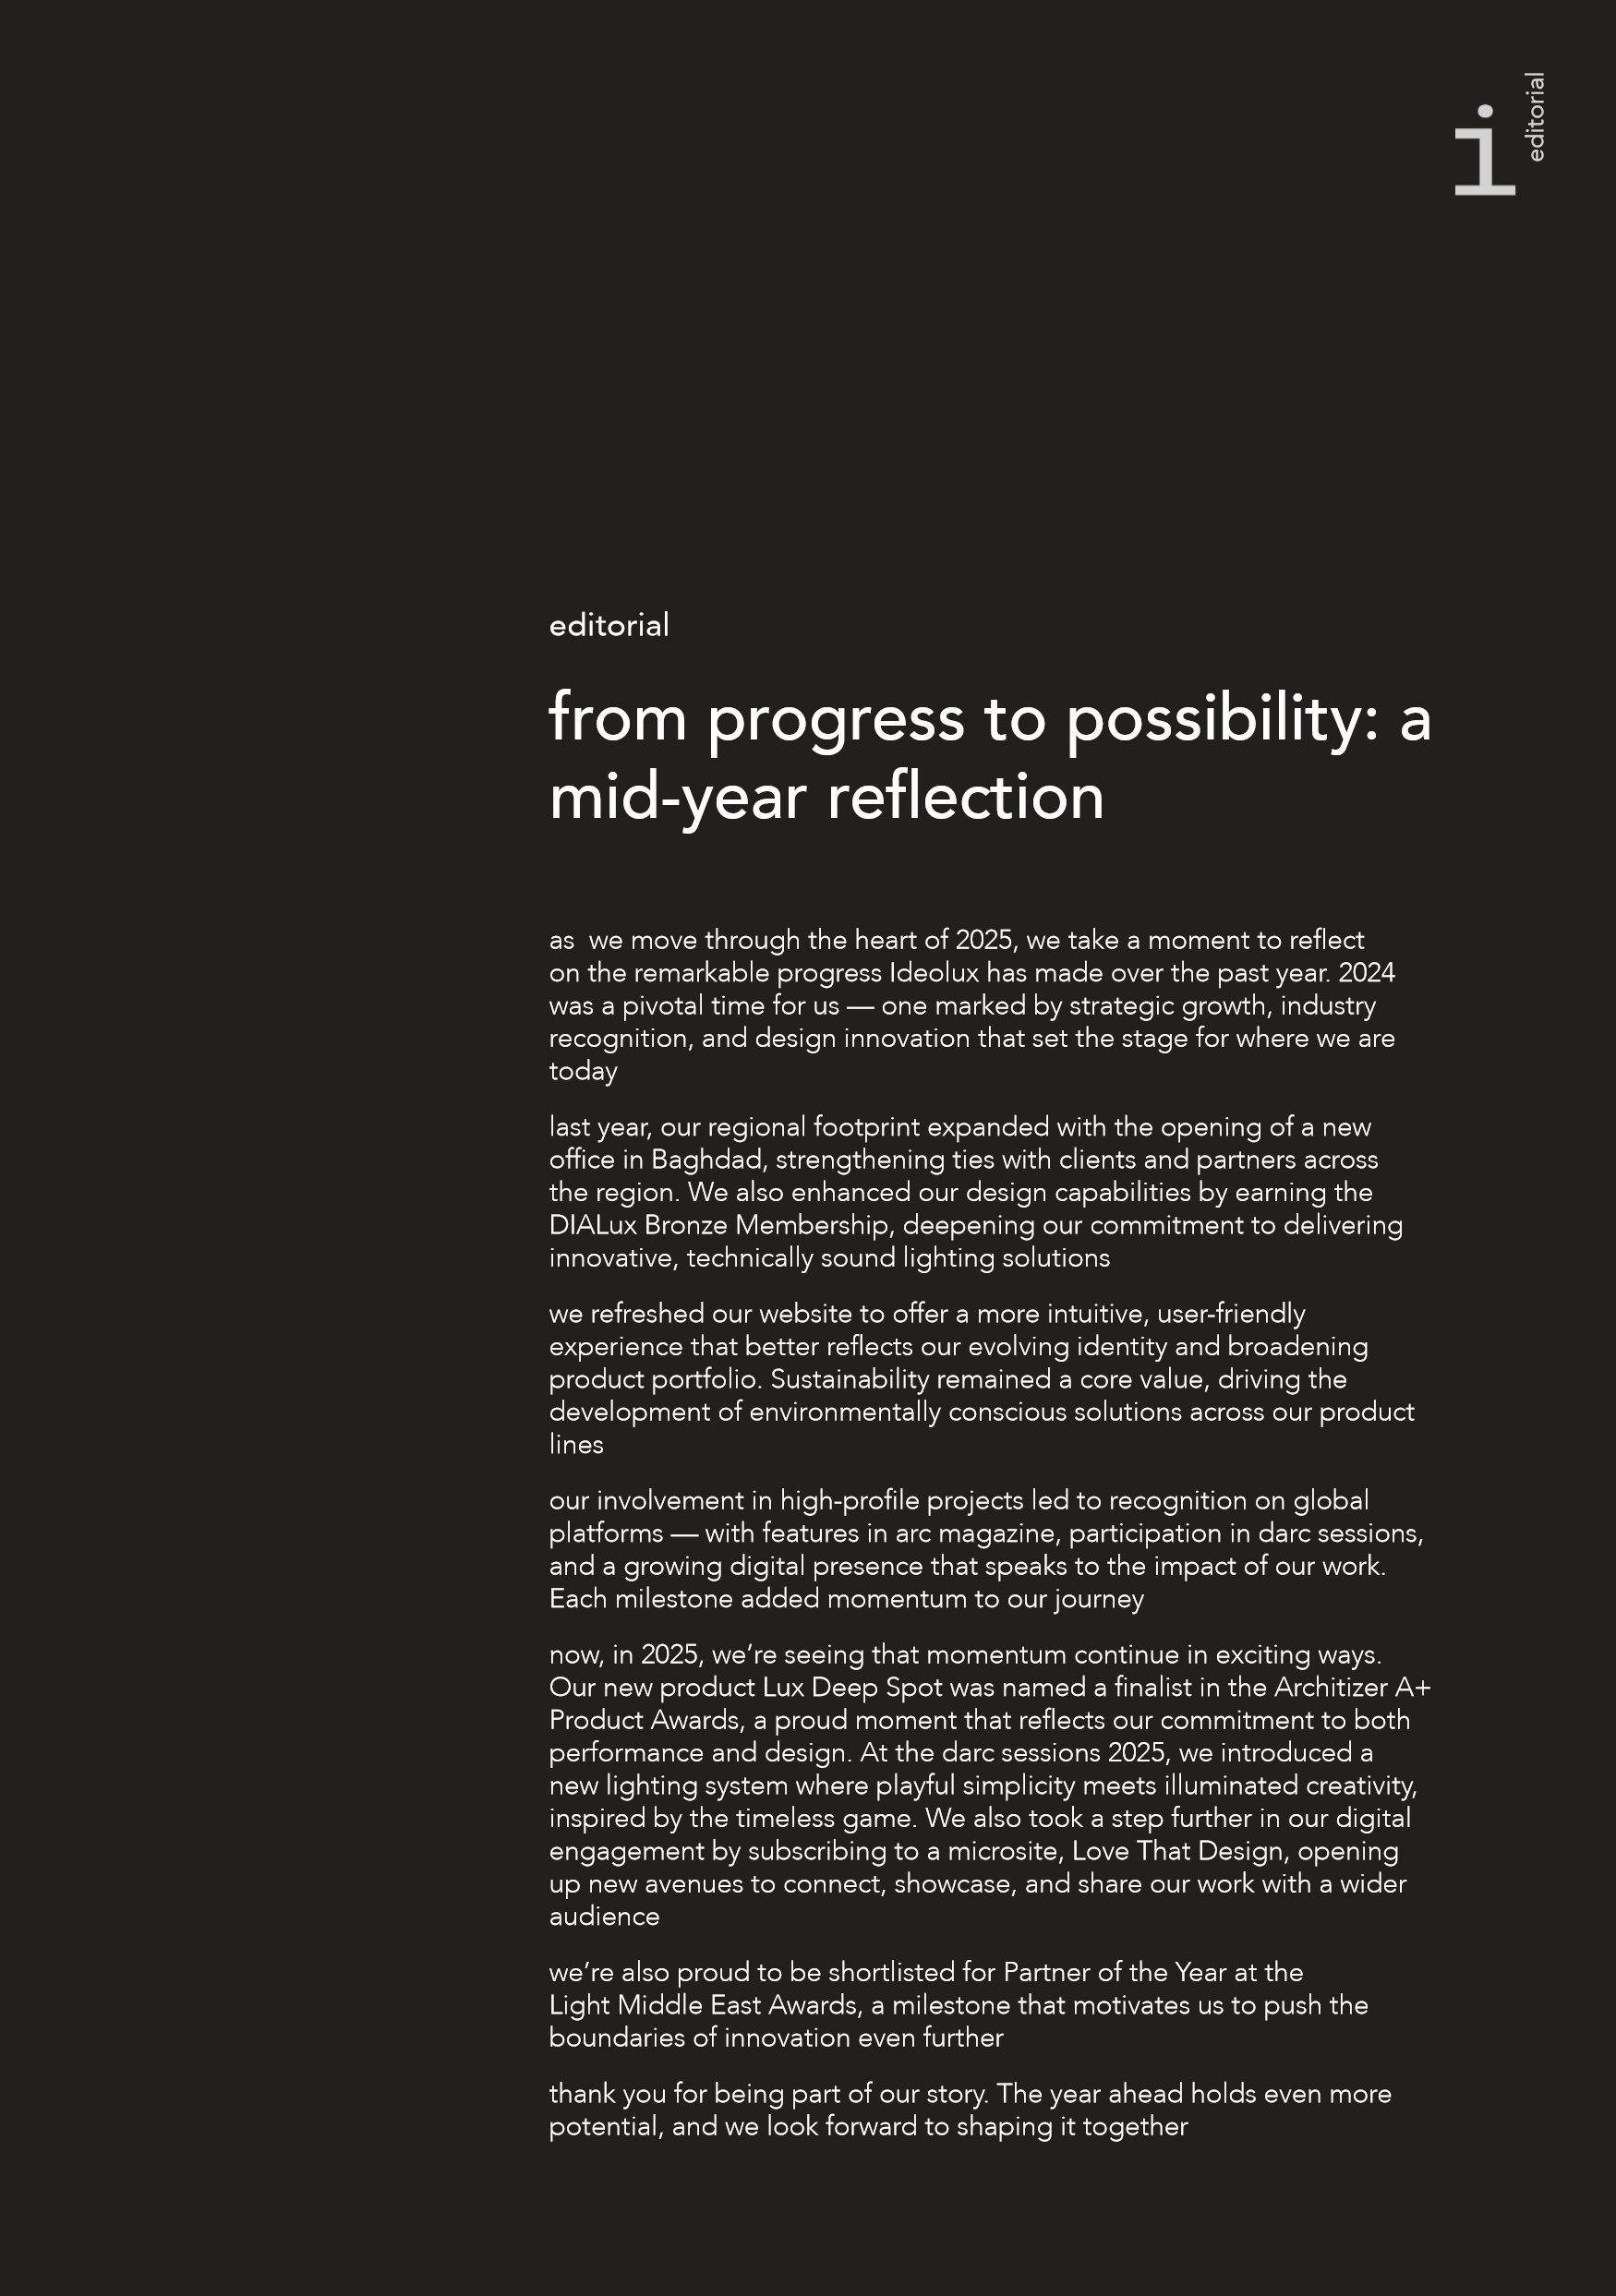 i
editorial
editorial
from progress to possibility: a
mid-year reflection
as  we move through the heart of 2025, we take a moment to reflect
on the remarkable progress Ideolux has made over the past year. 2024
was a pivotal time for us — one marked by strategic growth, industry
recognition, and design innovation that set the stage for where we are
today
last year, our regional footprint expanded with the opening of a new
office in Baghdad, strengthening ties with clients and partners across
the region. We also enhanced our design capabilities by earning the
DIALux Bronze Membership, deepening our commitment to delivering
innovative, technically sound lighting solutions
we refreshed our website to offer a more intuitive, user-friendly
experience that better reflects our evolving identity and broadening
product portfolio. Sustainability remained a core value, driving the
development of environmentally conscious solutions across our product
lines
our involvement in high-profile projects led to recognition on global
platforms — with features in arc magazine, participation in darc sessions,
and a growing digital presence that speaks to the impact of our work.
Each milestone added momentum to our journey
now, in 2025, we’re seeing that momentum continue in exciting ways.
Our new product Lux Deep Spot was named a finalist in the Architizer A+
Product Awards, a proud moment that reflects our commitment to both
performance and design. At the darc sessions 2025, we introduced a
new lighting system where playful simplicity meets illuminated creativity,
inspired by the timeless game. We also took a step further in our digital
engagement by subscribing to a microsite, Love That Design, opening
up new avenues to connect, showcase, and share our work with a wider
audience
we’re also proud to be shortlisted for Partner of the Year at the
Light Middle East Awards, a milestone that motivates us to push the
boundaries of innovation even further
thank you for being part of our story. The year ahead holds even more
potential, and we look forward to shaping it together